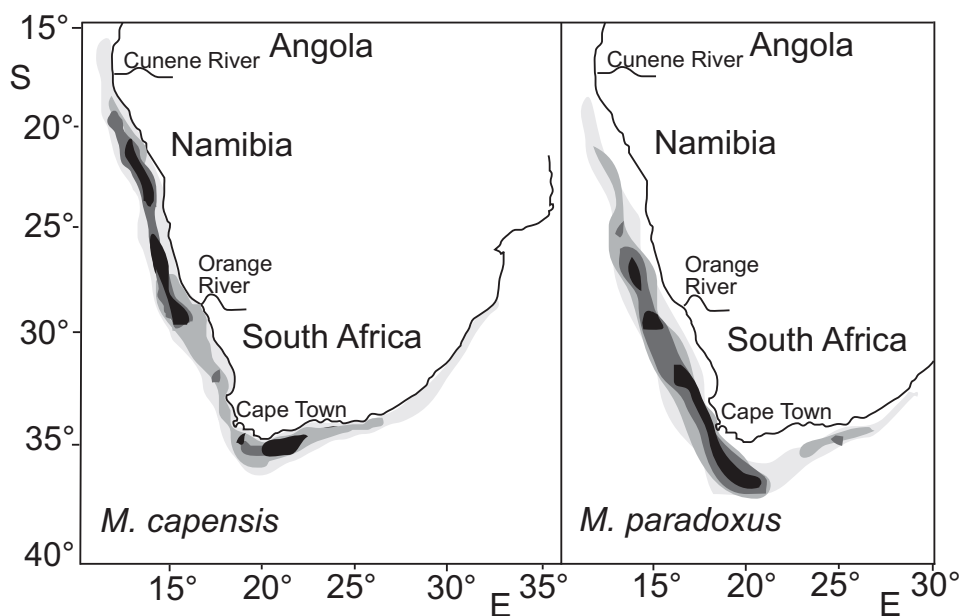 15°
S
20°
25°
30°
35°
40°
Angola
Cunene River
Namibia
Orange
River
South Africa
Cape Town
M. capensis
15°
20°
25°
30°
35°
E
Angola
Cunene River
Namibia
Orange
River
South Africa
Cape Town
M. paradoxus
15°
20°
25°
30°
E